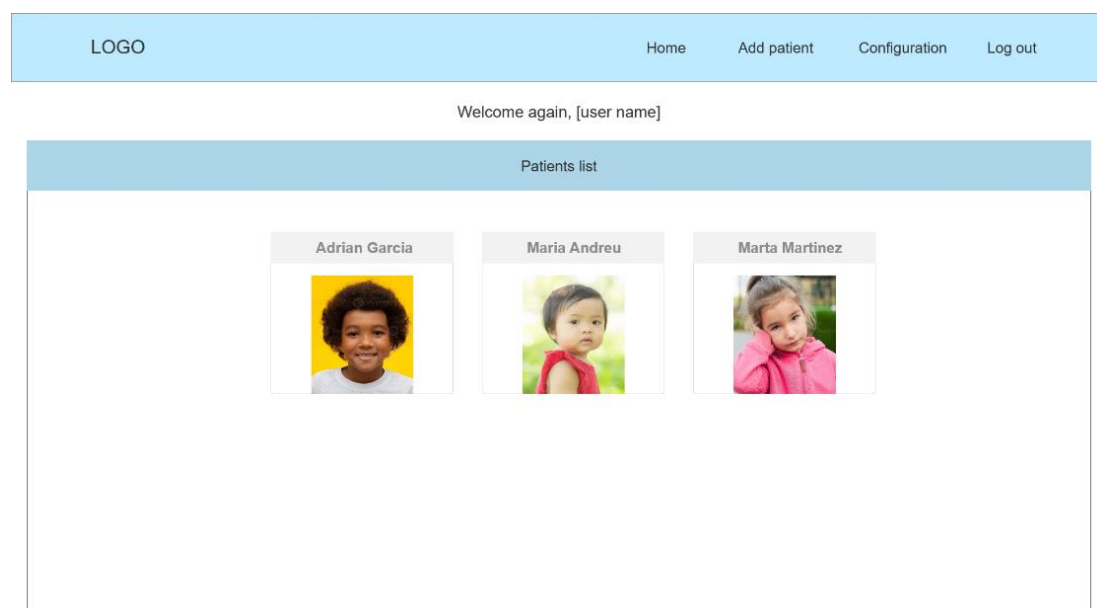 LOGO Home Add patient Configuration Log out
Welcome again, [user name]
Patients list
Adrian Garcia Maria Andreu Marta Martinez